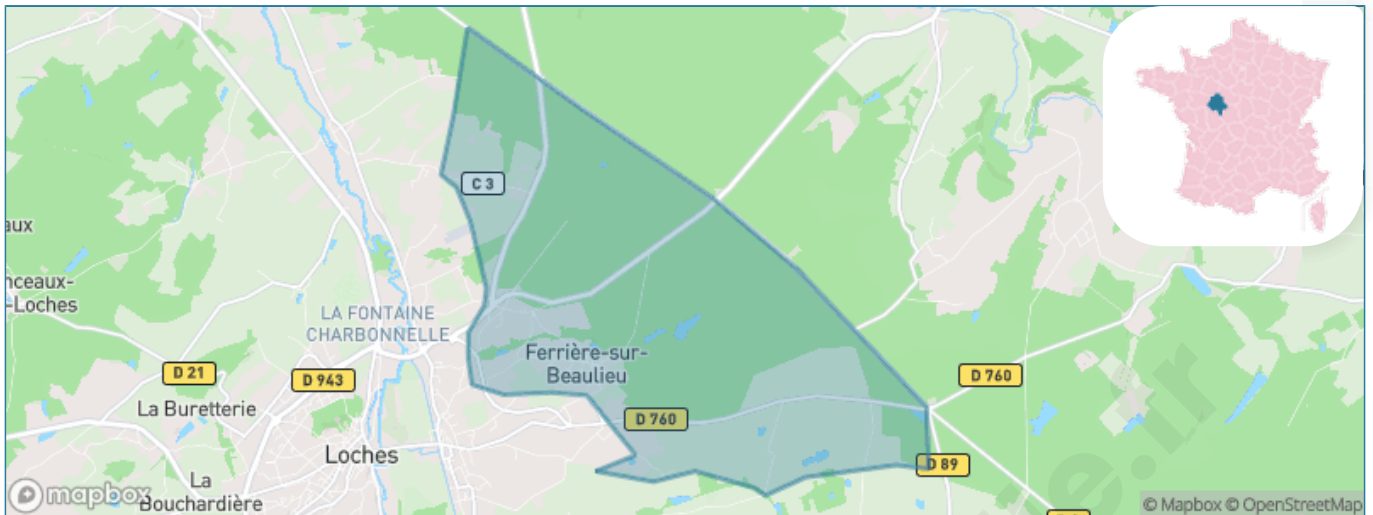 C 3
aux
nceaux-
-Loches
LA FONTAINE
CHARBONNELLE
Ferrière-sur-
Beaulieu
D 21
D 943
D 760
La Buretterie
D 760
Loches
D 89
La
Bouchardière
mapbox
© Mapbox © OpenStreetMap